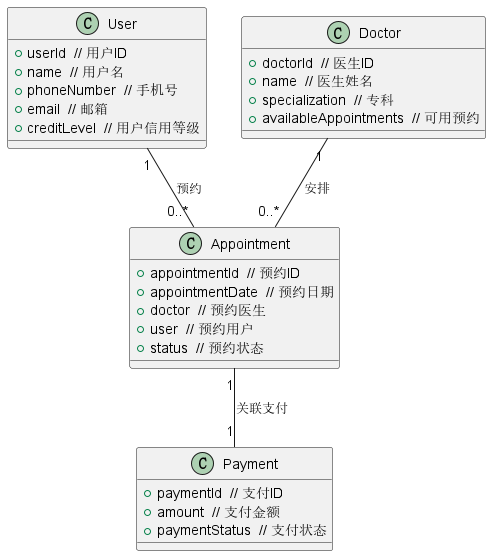 C User
userId // 用户ID
name // 用户名
phoneNumber // 手机号
email // 邮箱
creditLevel // 用户信用等级
C Doctor
doctorId // 医生ID
name // 医生姓名
specialization // 专科
availableAppointments // 可用预约
1
预约
0..*
1
安排
0..*
C Appointment
appointmentId // 预约ID
appointmentDate // 预约日期
doctor // 预约医生
user // 预约用户
status // 预约状态
1
关联支付
1
C Payment
paymentId // 支付ID
amount // 支付金额
paymentStatus // 支付状态